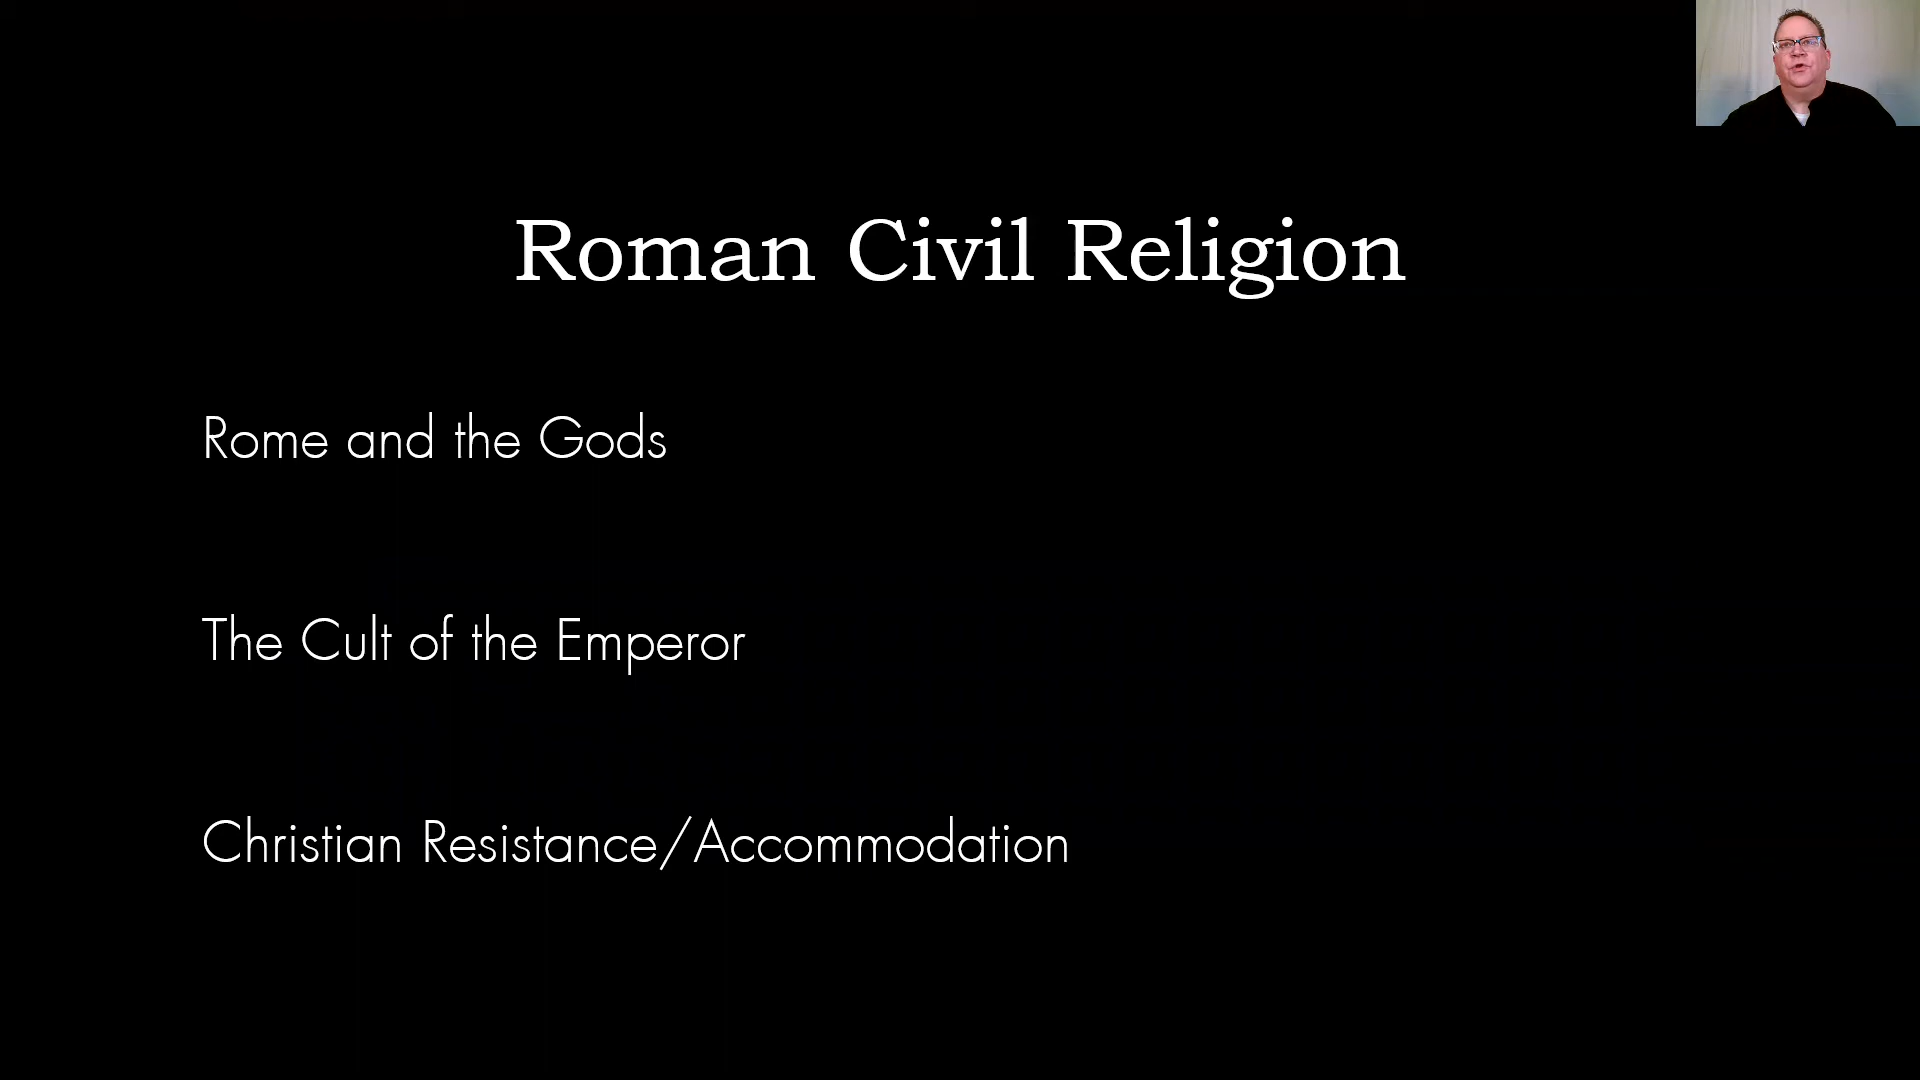 Roman Civil Religion
Rome and the Gods
The Cult of the Emperor
Christian Resistance/Accommodation